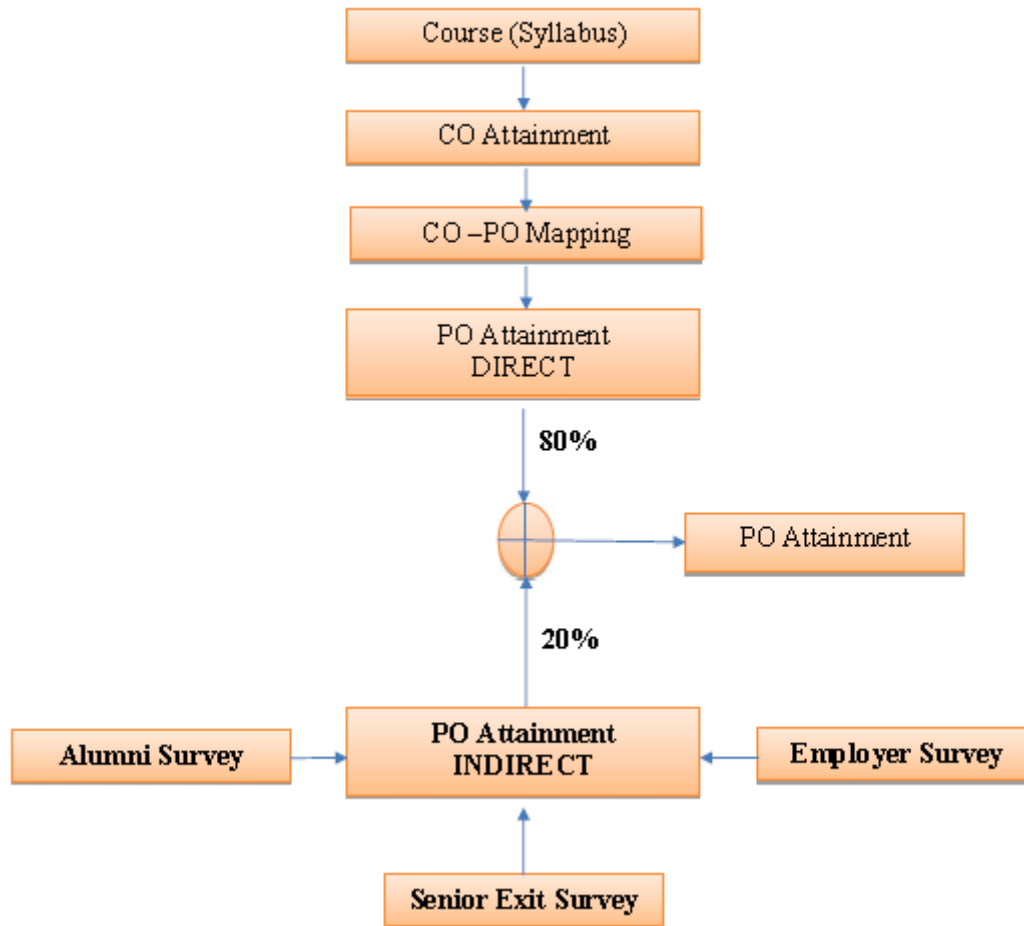 Course (Syllabus)
CO Attainment
CO –PO Mapping
PO Attainment
DIRECT
80%
PO Attainment
20%
Alumni Survey
PO Attainment
INDIRECT
Employer Survey
Senior Exit Survey